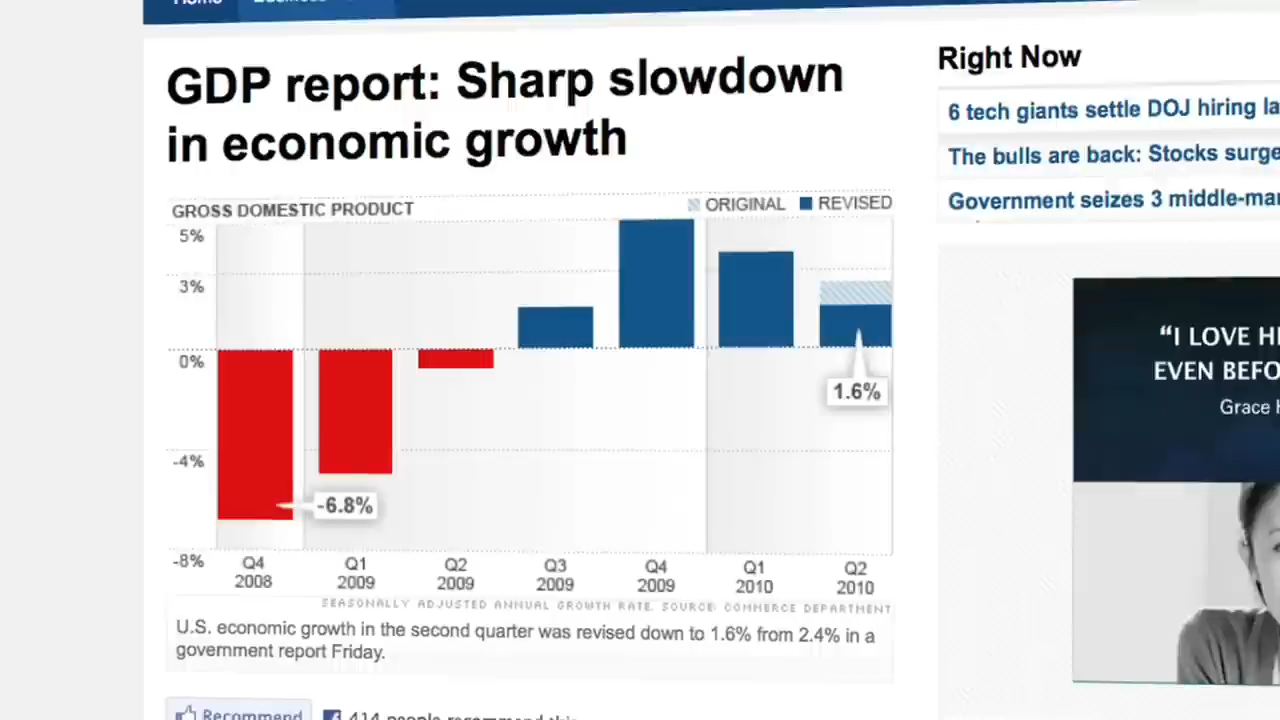 GDP report: Sharp slowdown
in economic growth
GROSS DOMESTIC PRODUCT
ORIGINAL REVISED
5%
3%
0%
-4%
-8%
1.6%
-6.8%
Q4 Q1 Q2 Q3 Q4 Q1 Q2
2008 2009 2009 2009 2009 2010 2010
SEASONALLY ADJUSTED ANNUAL GROWTH RATE. SOURCE: COMMERCE DEPARTMENT
U.S. economic growth in the second quarter was revised down to 1.6% from 2.4% in a
government report Friday.
Recommend 414 people recommend this
Right Now
6 tech giants settle DOJ hiring
The bulls are back: Stocks surge
Government seizes 3
“I LOVE
EVEN
Grace